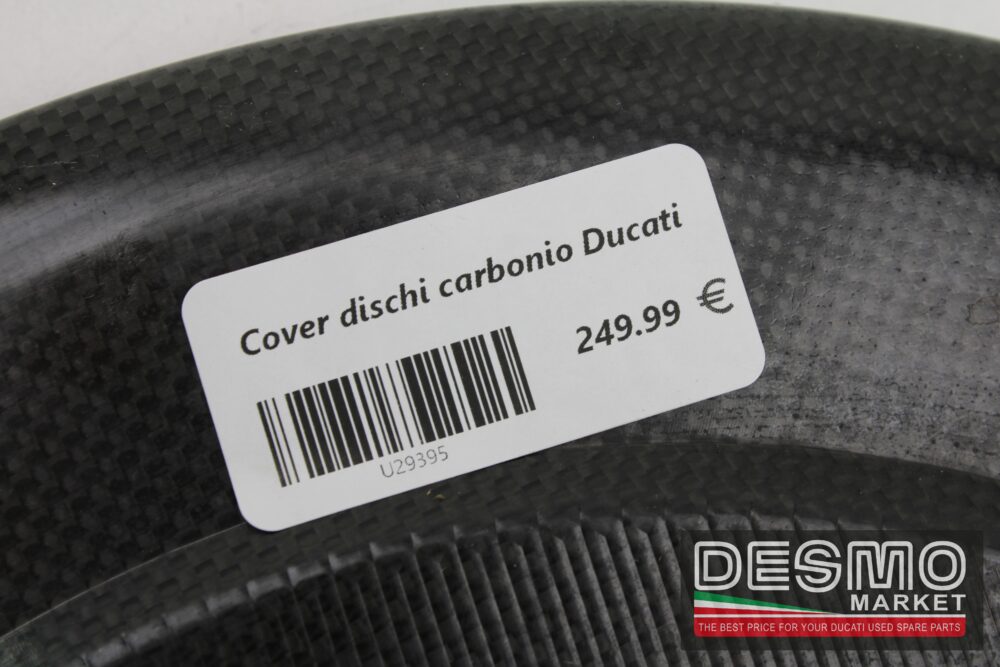 Cover dischi carbonio Ducati
249.99 €
U29395
DESMO
MARKET
THE BEST PRICE FOR YOUR DUCATI USED SPARE PARTS